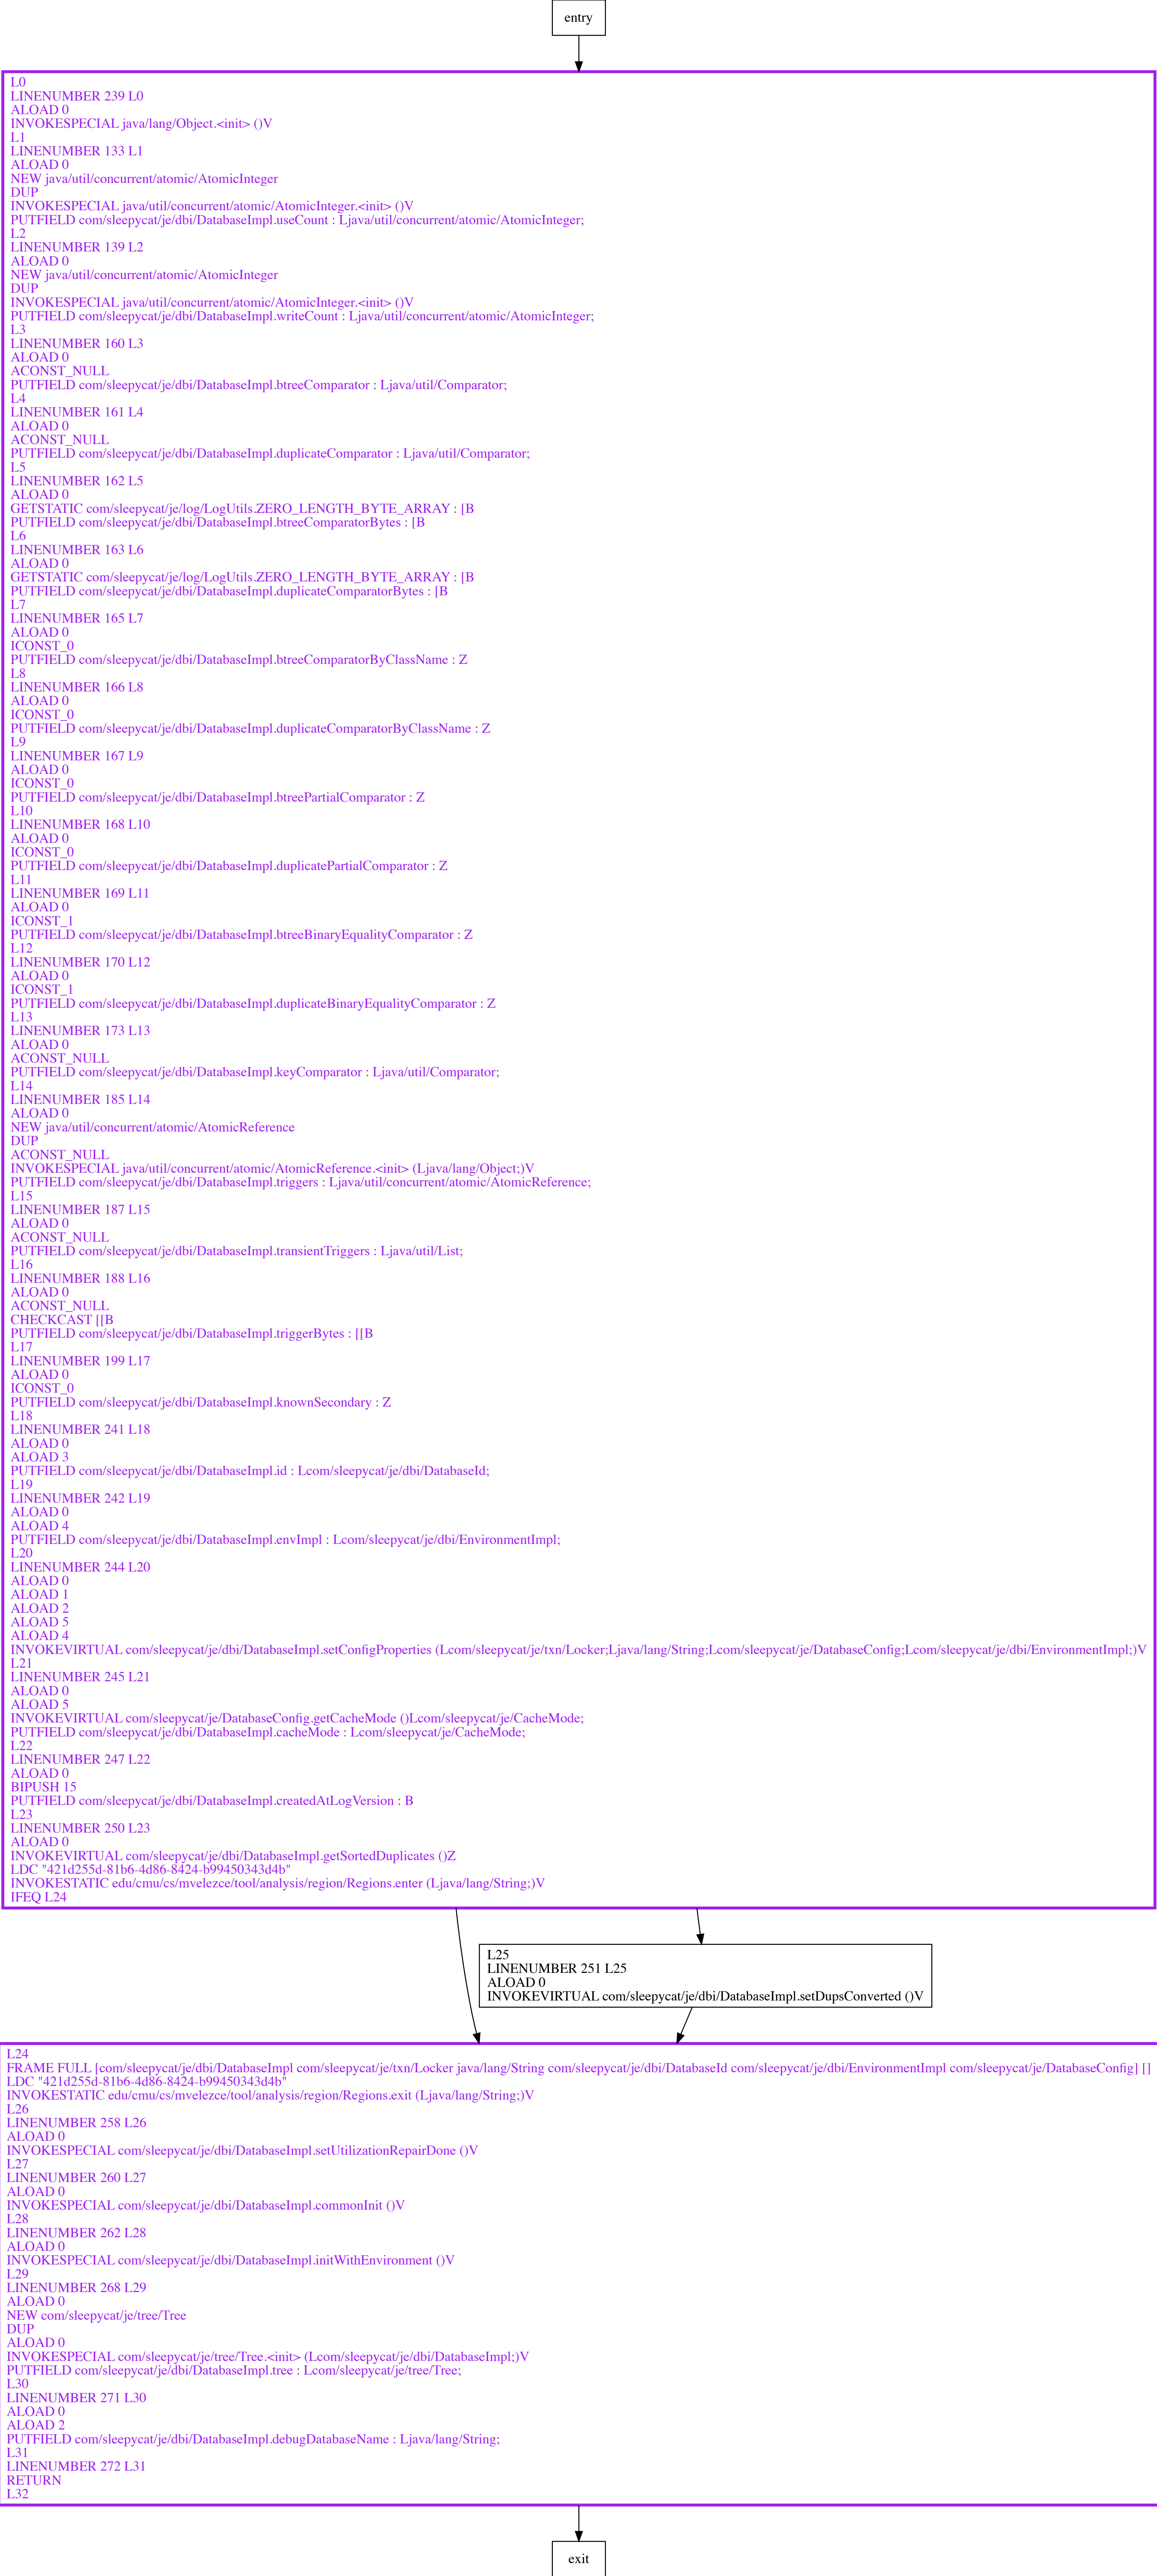 entry
L0
LINENUMBER 239 L0
ALOAD 0
INVOKESPECIAL java/lang/Object.<init> ()V
L1
LINENUMBER 133 L1
ALOAD 0
NEW java/util/concurrent/atomic/AtomicInteger
DUP
INVOKESPECIAL java/util/concurrent/atomic/AtomicInteger.<init> ()V
PUTFIELD com/sleepycat/je/dbi/DatabaseImpl.useCount : Ljava/util/concurrent/atomic/AtomicInteger;
L2
LINENUMBER 139 L2
ALOAD 0
NEW java/util/concurrent/atomic/AtomicInteger
DUP
INVOKESPECIAL java/util/concurrent/atomic/AtomicInteger.<init> ()V
PUTFIELD com/sleepycat/je/dbi/DatabaseImpl.writeCount : Ljava/util/concurrent/atomic/AtomicInteger;
L3
LINENUMBER 160 L3
ALOAD 0
ACONST_NULL
PUTFIELD com/sleepycat/je/dbi/DatabaseImpl.btreeComparator : Ljava/util/Comparator;
L4
LINENUMBER 161 L4
ALOAD 0
ACONST_NULL
PUTFIELD com/sleepycat/je/dbi/DatabaseImpl.duplicateComparator : Ljava/util/Comparator;
L5
LINENUMBER 162 L5
ALOAD 0
GETSTATIC com/sleepycat/je/log/LogUtils.ZERO_LENGTH_BYTE_ARRAY : [B
PUTFIELD com/sleepycat/je/dbi/DatabaseImpl.btreeComparatorBytes : [B
L6
LINENUMBER 163 L6
ALOAD 0
GETSTATIC com/sleepycat/je/log/LogUtils.ZERO_LENGTH_BYTE_ARRAY : [B
PUTFIELD com/sleepycat/je/dbi/DatabaseImpl.duplicateComparatorBytes : [B
L7
LINENUMBER 165 L7
ALOAD 0
ICONST_0
PUTFIELD com/sleepycat/je/dbi/DatabaseImpl.btreeComparatorByClassName : Z
L8
LINENUMBER 166 L8
ALOAD 0
ICONST_0
PUTFIELD com/sleepycat/je/dbi/DatabaseImpl.duplicateComparatorByClassName : Z
L9
LINENUMBER 167 L9
ALOAD 0
ICONST_0
PUTFIELD com/sleepycat/je/dbi/DatabaseImpl.btreePartialComparator : Z
L10
LINENUMBER 168 L10
ALOAD 0
ICONST_0
PUTFIELD com/sleepycat/je/dbi/DatabaseImpl.duplicatePartialComparator : Z
L11
LINENUMBER 169 L11
ALOAD 0
ICONST_1
PUTFIELD com/sleepycat/je/dbi/DatabaseImpl.btreeBinaryEqualityComparator : Z
L12
LINENUMBER 170 L12
ALOAD 0
ICONST_1
PUTFIELD com/sleepycat/je/dbi/DatabaseImpl.duplicateBinaryEqualityComparator : Z
L13
LINENUMBER 173 L13
ALOAD 0
ACONST_NULL
PUTFIELD com/sleepycat/je/dbi/DatabaseImpl.keyComparator : Ljava/util/Comparator;
L14
LINENUMBER 185 L14
ALOAD 0
NEW java/util/concurrent/atomic/AtomicReference
DUP
ACONST_NULL
INVOKESPECIAL java/util/concurrent/atomic/AtomicReference.<init> (Ljava/lang/Object;)V
PUTFIELD com/sleepycat/je/dbi/DatabaseImpl.triggers : Ljava/util/concurrent/atomic/AtomicReference;
L15
LINENUMBER 187 L15
ALOAD 0
ACONST_NULL
PUTFIELD com/sleepycat/je/dbi/DatabaseImpl.transientTriggers : Ljava/util/List;
L16
LINENUMBER 188 L16
ALOAD 0
ACONST_NULL
CHECKCAST [[B
PUTFIELD com/sleepycat/je/dbi/DatabaseImpl.triggerBytes : [[B
L17
LINENUMBER 199 L17
ALOAD 0
ICONST_0
PUTFIELD com/sleepycat/je/dbi/DatabaseImpl.knownSecondary : Z
L18
LINENUMBER 241 L18
ALOAD 0
ALOAD 3
PUTFIELD com/sleepycat/je/dbi/DatabaseImpl.id : Lcom/sleepycat/je/dbi/DatabaseId;
L19
LINENUMBER 242 L19
ALOAD 0
ALOAD 4
PUTFIELD com/sleepycat/je/dbi/DatabaseImpl.envImpl : Lcom/sleepycat/je/dbi/EnvironmentImpl;
L20
LINENUMBER 244 L20
ALOAD 0
ALOAD 1
ALOAD 2
ALOAD 5
ALOAD 4
INVOKEVIRTUAL com/sleepycat/je/dbi/DatabaseImpl.setConfigProperties (Lcom/sleepycat/je/txn/Locker;Ljava/lang/String;Lcom/sleepycat/je/DatabaseConfig;Lcom/sleepycat/je/dbi/EnvironmentImpl;)V
L21
LINENUMBER 245 L21
ALOAD 0
ALOAD 5
INVOKEVIRTUAL com/sleepycat/je/DatabaseConfig.getCacheMode ()Lcom/sleepycat/je/CacheMode;
PUTFIELD com/sleepycat/je/dbi/DatabaseImpl.cacheMode : Lcom/sleepycat/je/CacheMode;
L22
LINENUMBER 247 L22
ALOAD 0
BIPUSH 15
PUTFIELD com/sleepycat/je/dbi/DatabaseImpl.createdAtLogVersion : B
L23
LINENUMBER 250 L23
ALOAD 0
INVOKEVIRTUAL com/sleepycat/je/dbi/DatabaseImpl.getSortedDuplicates ()Z
LDC "421d255d-81b6-4d86-8424-b99450343d4b"
INVOKESTATIC edu/cmu/cs/mvelezce/tool/analysis/region/Regions.enter (Ljava/lang/String;)V
IFEQ L24
L25
LINENUMBER 251 L25
ALOAD 0
INVOKEVIRTUAL com/sleepycat/je/dbi/DatabaseImpl.setDupsConverted ()V
L24
FRAME FULL [com/sleepycat/je/dbi/DatabaseImpl com/sleepycat/je/txn/Locker java/lang/String com/sleepycat/je/dbi/DatabaseId com/sleepycat/je/dbi/EnvironmentImpl com/sleepycat/je/DatabaseConfig] []
LDC "421d255d-81b6-4d86-8424-b99450343d4b"
INVOKESTATIC edu/cmu/cs/mvelezce/tool/analysis/region/Regions.exit (Ljava/lang/String;)V
L26
LINENUMBER 258 L26
ALOAD 0
INVOKESPECIAL com/sleepycat/je/dbi/DatabaseImpl.setUtilizationRepairDone ()V
L27
LINENUMBER 260 L27
ALOAD 0
INVOKESPECIAL com/sleepycat/je/dbi/DatabaseImpl.commonInit ()V
L28
LINENUMBER 262 L28
ALOAD 0
INVOKESPECIAL com/sleepycat/je/dbi/DatabaseImpl.initWithEnvironment ()V
L29
LINENUMBER 268 L29
ALOAD 0
NEW com/sleepycat/je/tree/Tree
DUP
ALOAD 0
INVOKESPECIAL com/sleepycat/je/tree/Tree.<init> (Lcom/sleepycat/je/dbi/DatabaseImpl;)V
PUTFIELD com/sleepycat/je/dbi/DatabaseImpl.tree : Lcom/sleepycat/je/tree/Tree;
L30
LINENUMBER 271 L30
ALOAD 0
ALOAD 2
PUTFIELD com/sleepycat/je/dbi/DatabaseImpl.debugDatabaseName : Ljava/lang/String;
L31
LINENUMBER 272 L31
RETURN
L32
exit